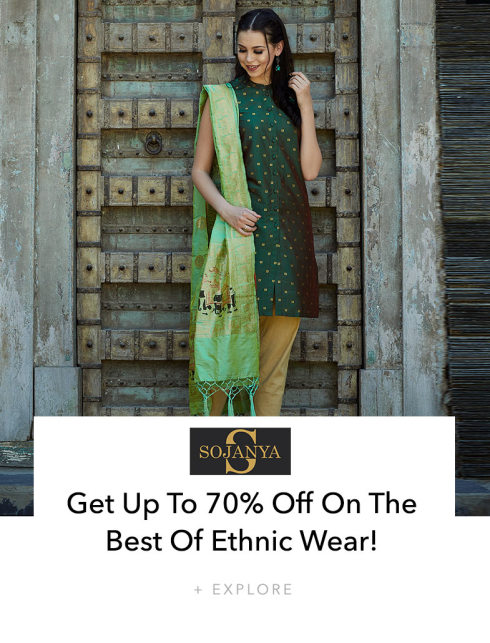 SOJANYA
S
Get Up To 70% Off On The
Best Of Ethnic Wear!
+ EXPLORE